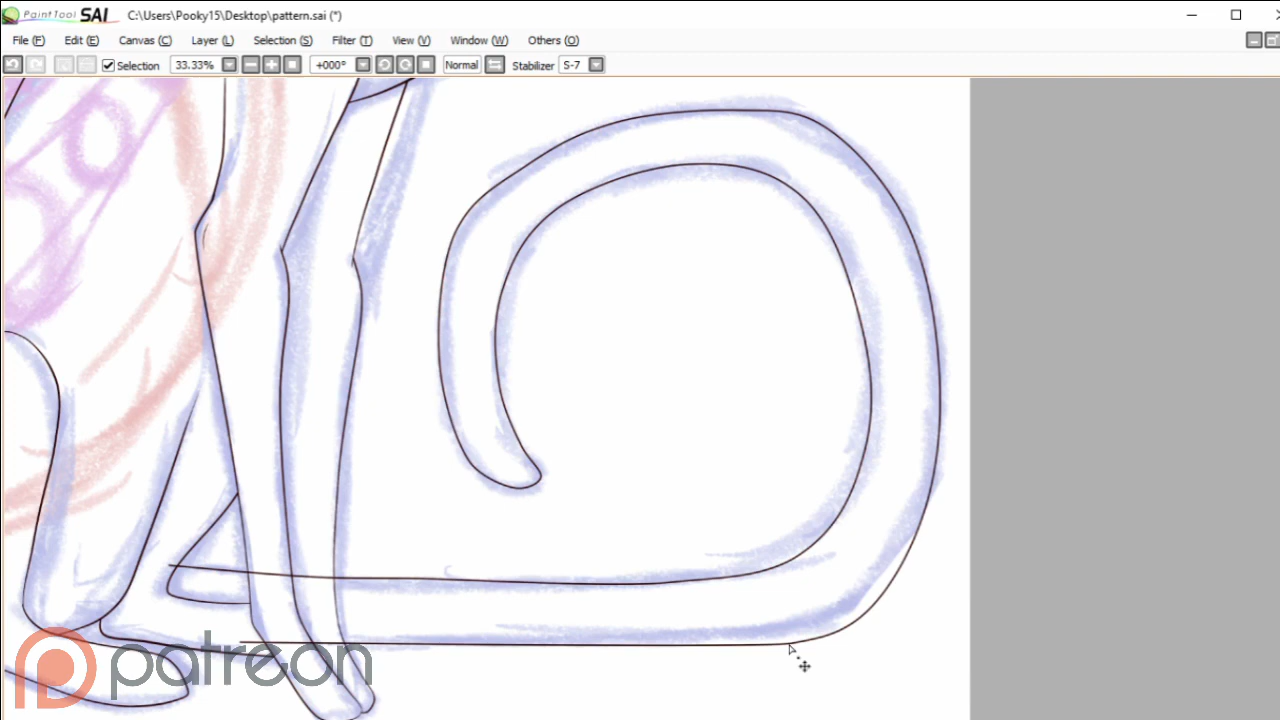 PaintTool SAI C:\Users\Pooky15\Desktop\pattern.sai (*)
File (F) Edit (E) Canvas (C) Layer (L) Selection (S) Filter (T) View (V) Window (W) Others (O)
Selection 33.33% +000° Normal Stabilizer S-7
patreon